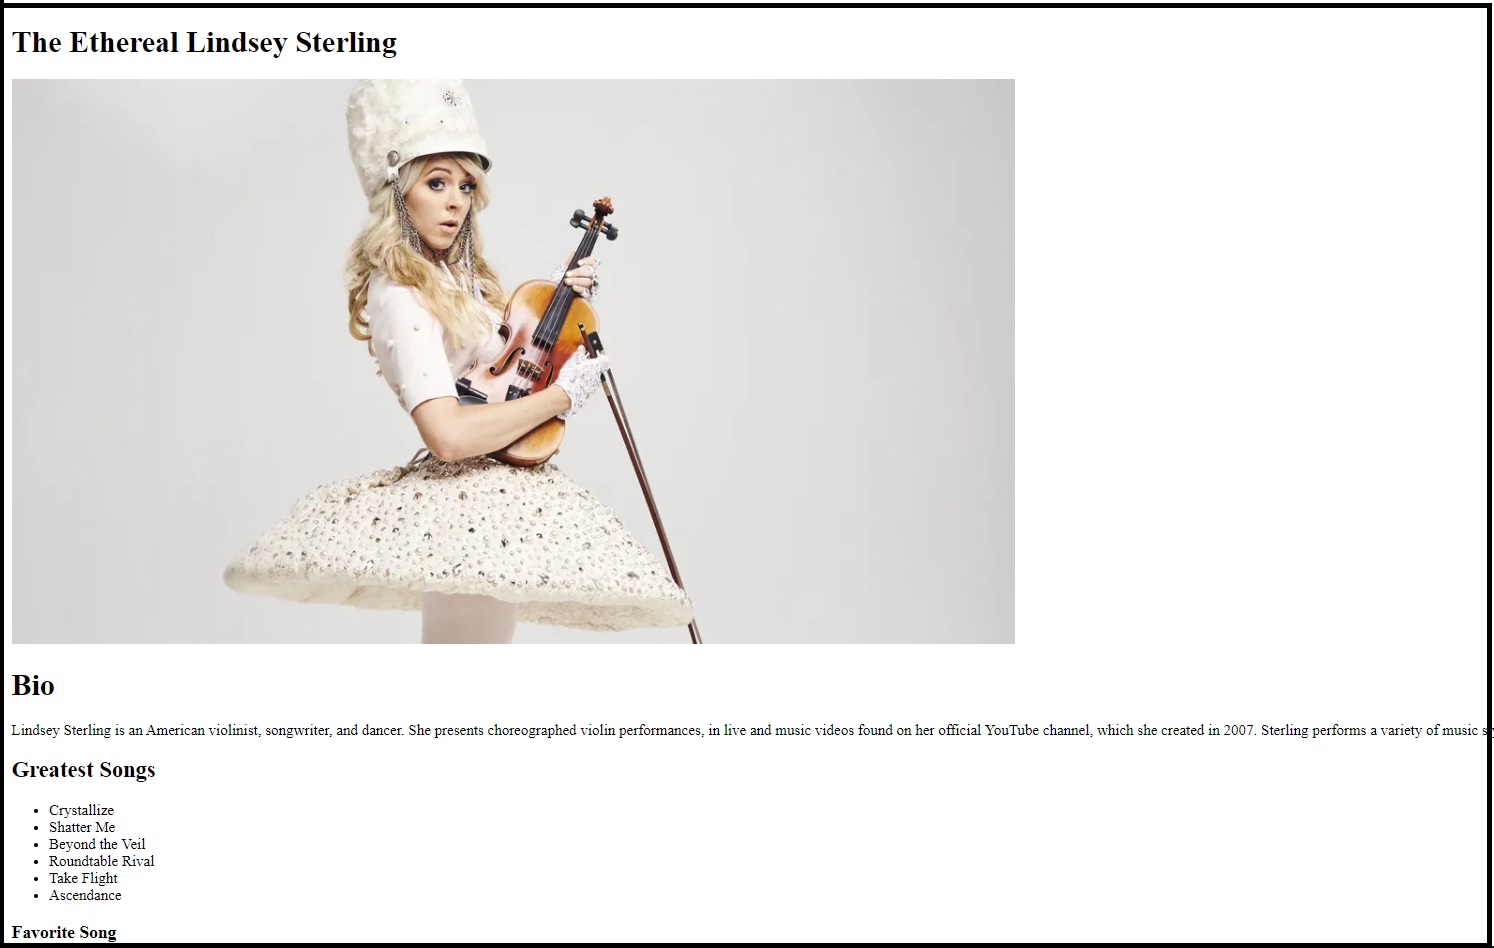 The Ethereal Lindsey Sterling
Bio
Lindsey Sterling is an American violinist, songwriter, and dancer. She presents choreographed violin performances, in live and music videos found on her official YouTube channel, which she created in 2007. Sterling performs a variety of music
Greatest Songs
Crystallize
Shatter Me
Beyond the Veil
Roundtable Rival
Take Flight
Ascendance
Favorite Song